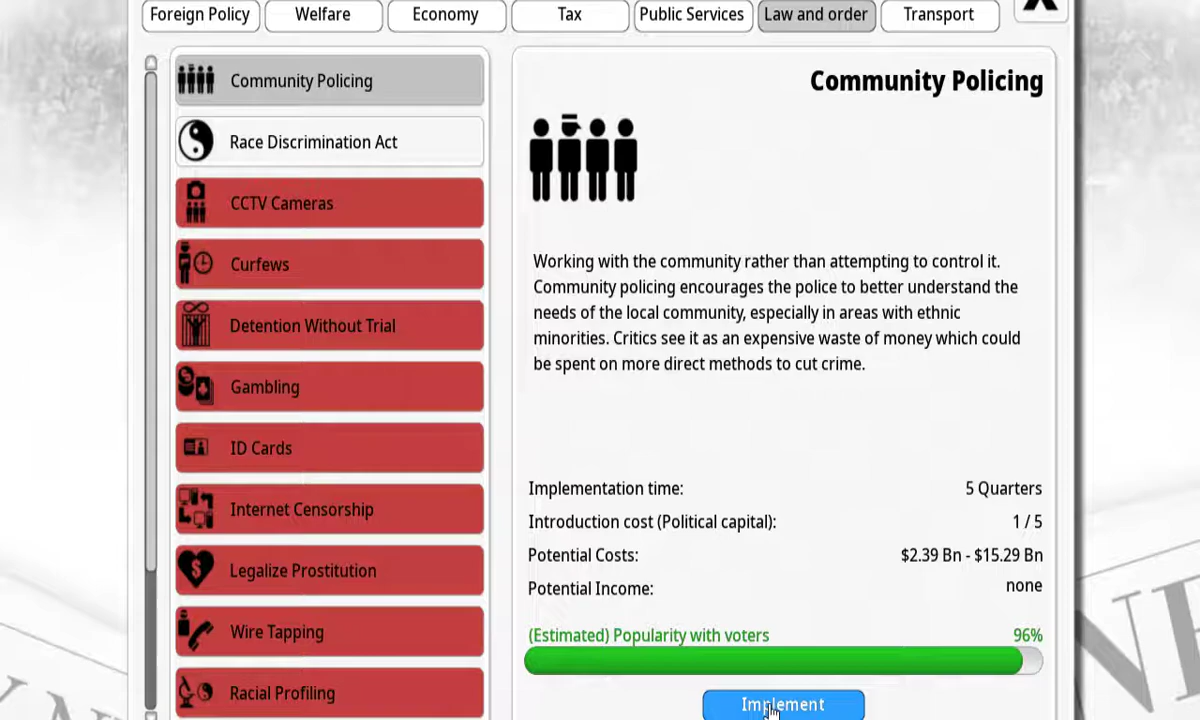 Foreign Policy
Welfare
Economy
Tax
Public Services
Law and order
Transport
X
Community Policing
Race Discrimination Act
CCTV Cameras
Curfews
Detention Without Trial
Gambling
ID Cards
Internet Censorship
Legalize Prostitution
Wire Tapping
Racial Profiling
Community Policing
Working with the community rather than attempting to control it.
Community policing encourages the police to better understand the
needs of the local community, especially in areas with ethnic
minorities. Critics see it as an expensive waste of money which could
be spent on more direct methods to cut crime.
Implementation time: 5 Quarters
Introduction cost (Political capital): 1 / 5
Potential Costs: $2.39 Bn - $15.29 Bn
Potential Income: none
(Estimated) Popularity with voters 96%
Implement